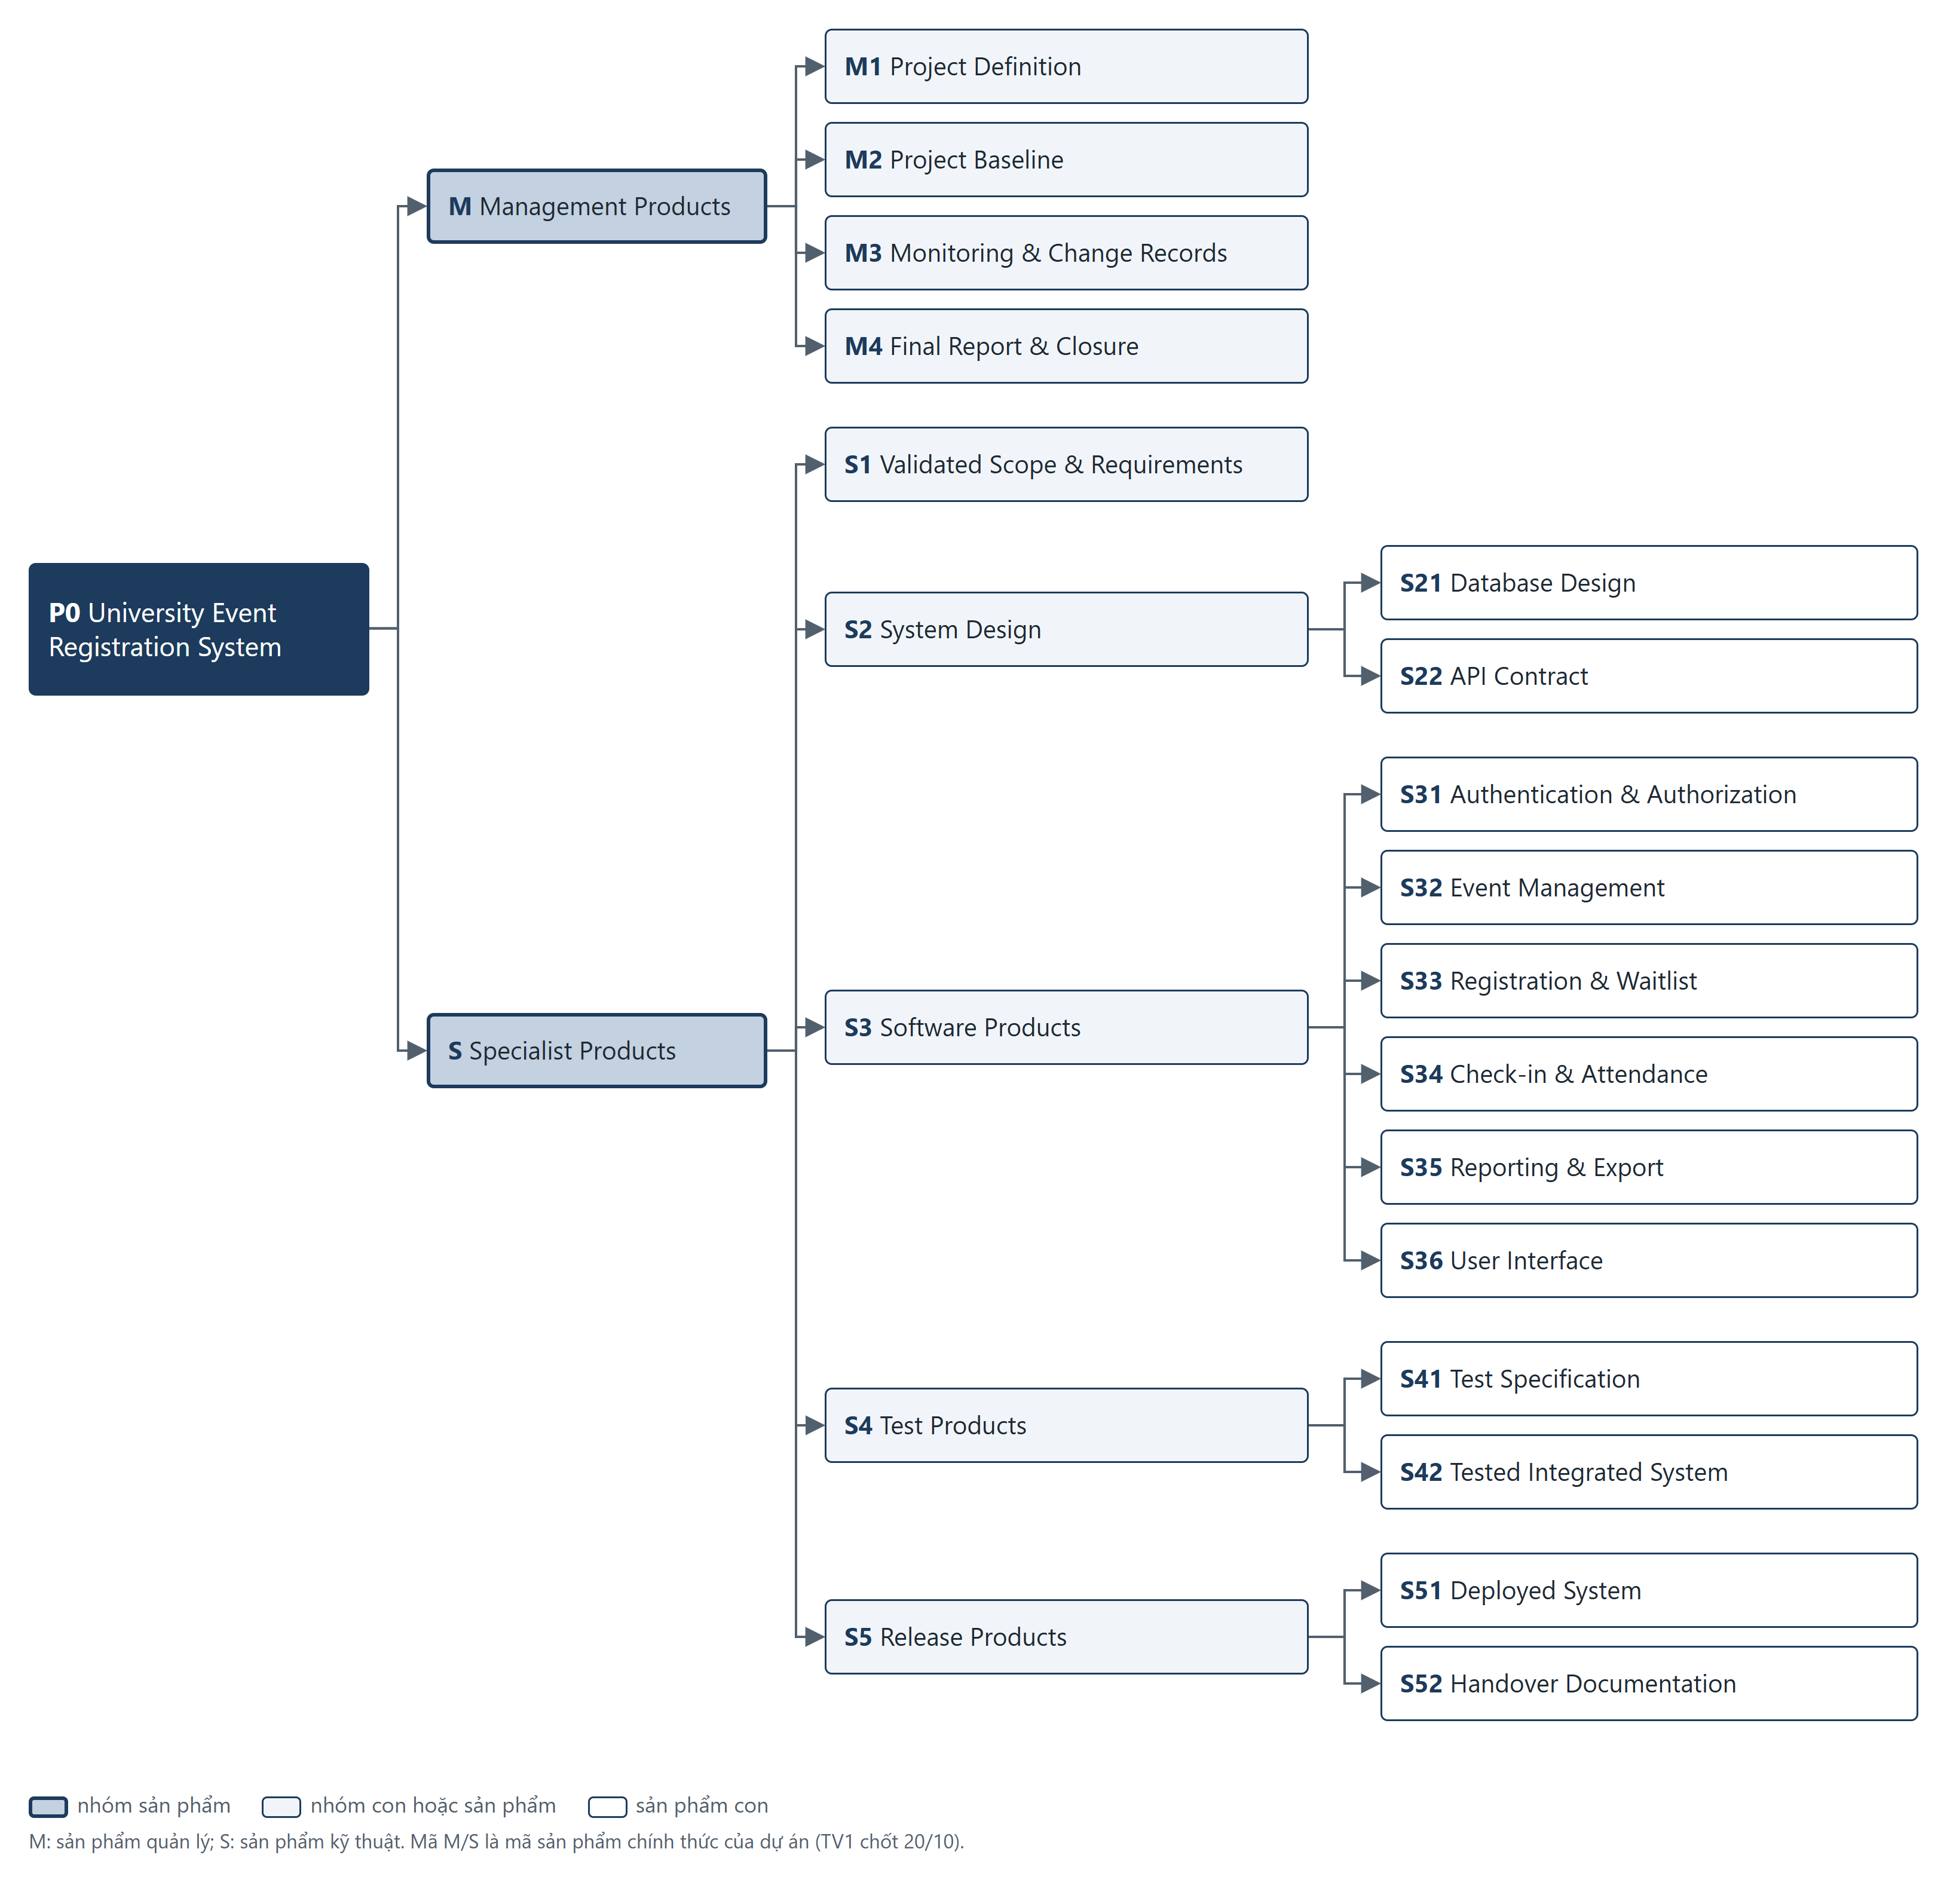 M1 Project Definition
M2 Project Baseline
M Management Products
M3 Monitoring & Change Records
M4 Final Report & Closure
S1 Validated Scope & Requirements
S21 Database Design
P0 University Event
Registration System
S2 System Design
S22 API Contract
S31 Authentication & Authorization
S32 Event Management
S33 Registration & Waitlist
S3 Software Products
S Specialist Products
S34 Check-in & Attendance
S35 Reporting & Export
S36 User Interface
S41 Test Specification
S4 Test Products
S42 Tested Integrated System
S51 Deployed System
S5 Release Products
S52 Handover Documentation
nhóm sản phẩm
nhóm con hoặc sản phẩm
sản phẩm con
M: sản phẩm quản lý; S: sản phẩm kỹ thuật. Mã M/S là mã sản phẩm chính thức của dự án (TV1 chốt 20/10).